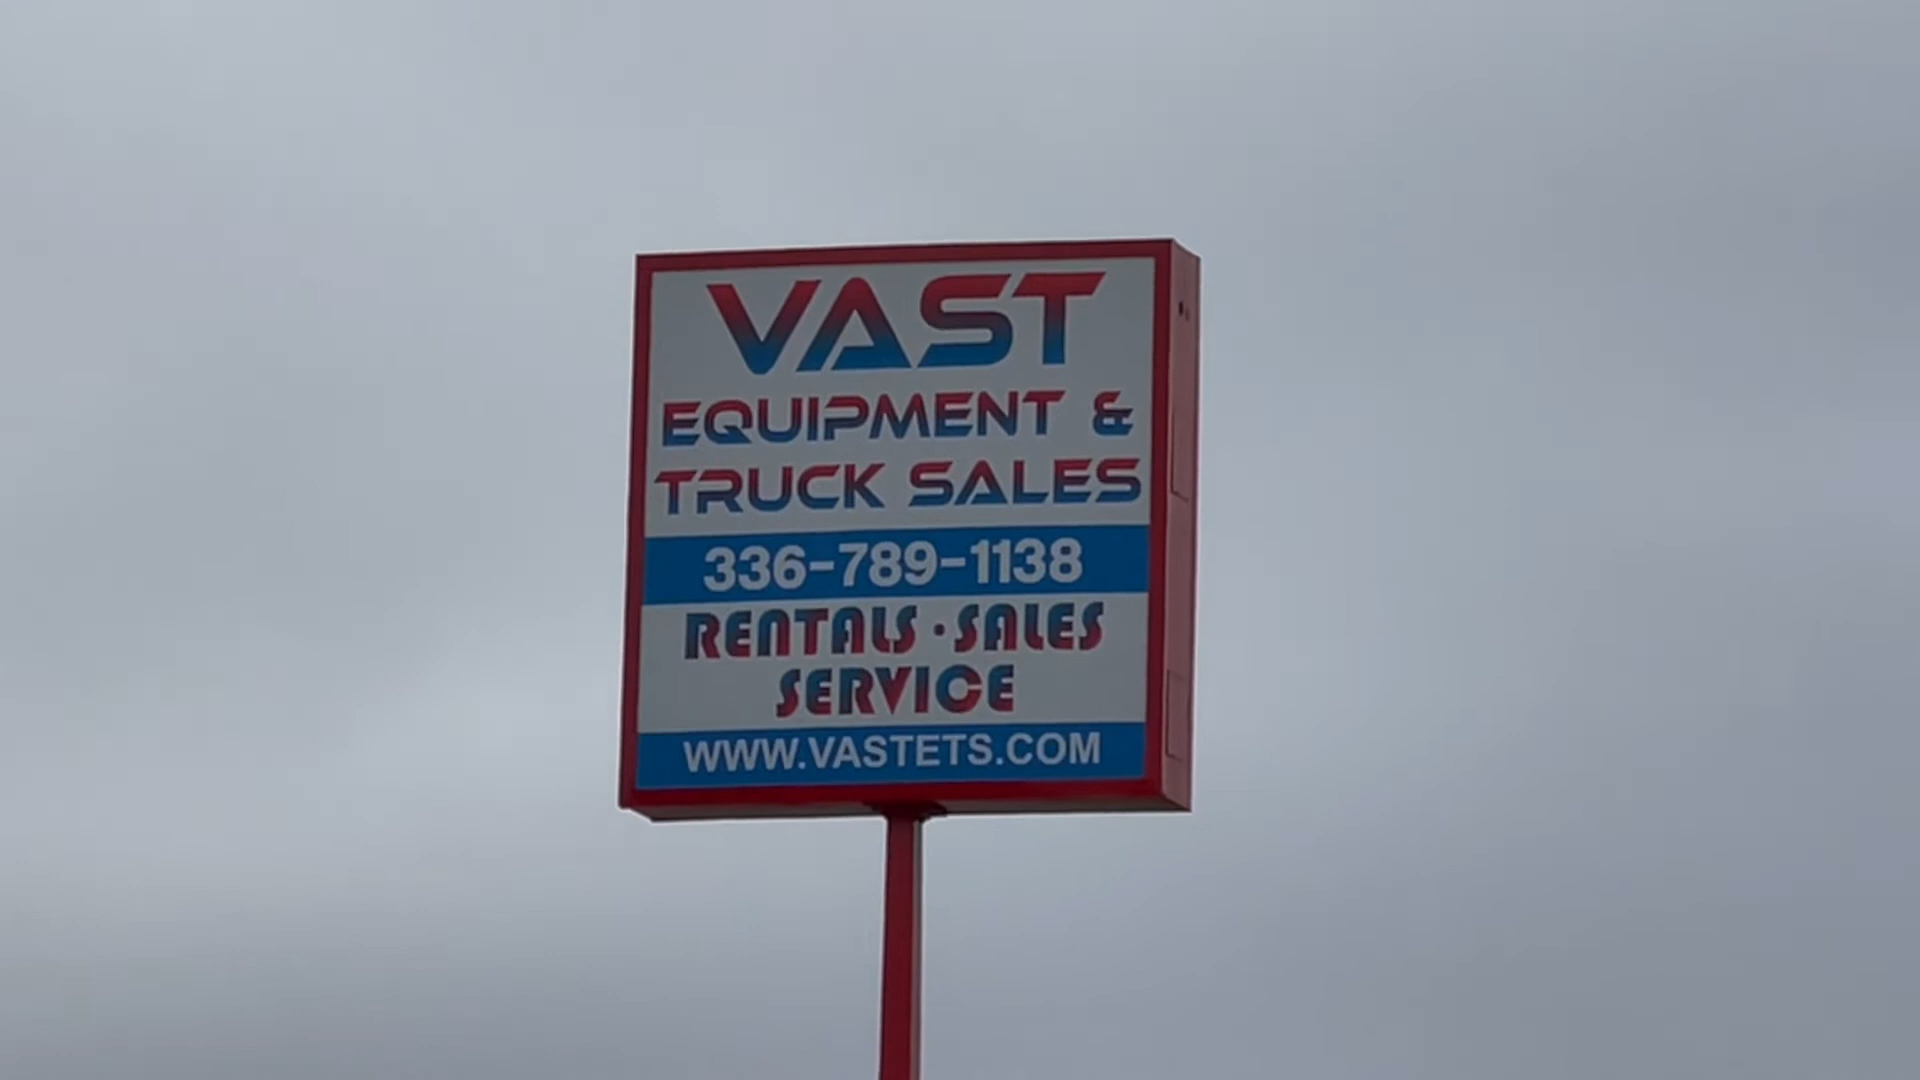 VAST
EQUIPMENT &
TRUCK SALES
336-789-1138
RENTALS · SALES
SERVICE
WWW.VASTETS.COM